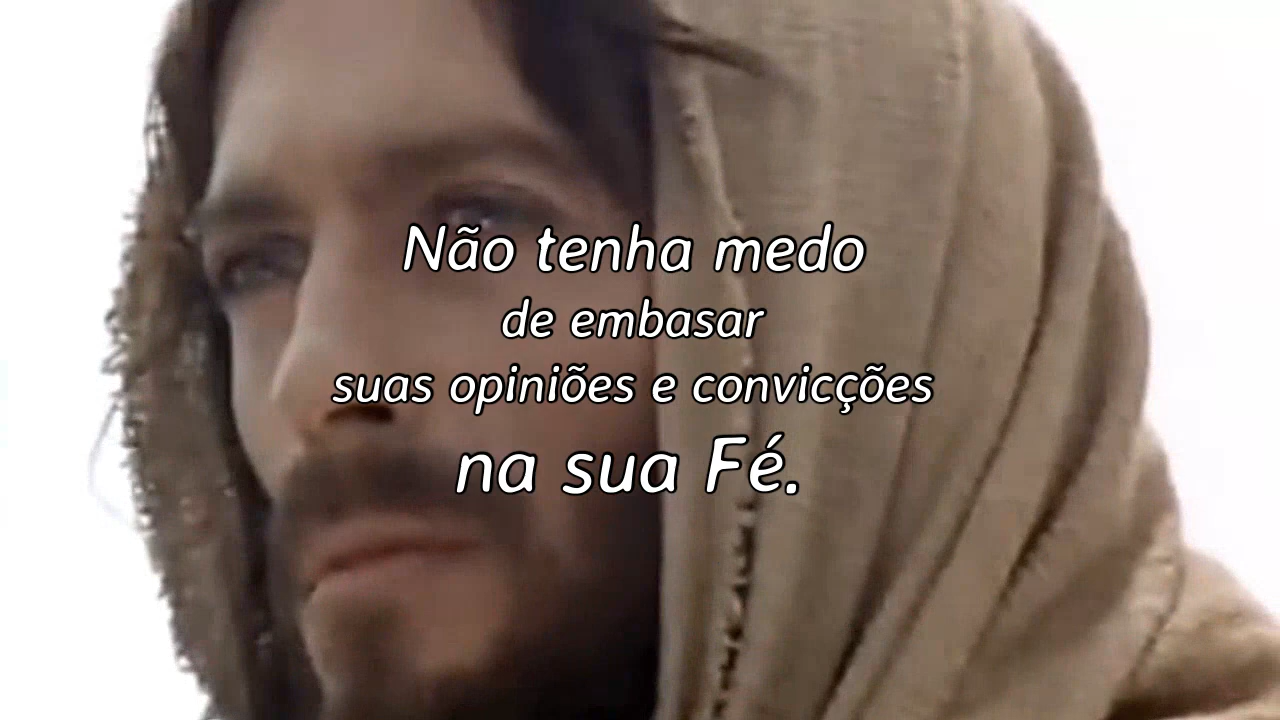 Não tenha medo
de embasar
suas opiniões e convicções
na sua Fé.